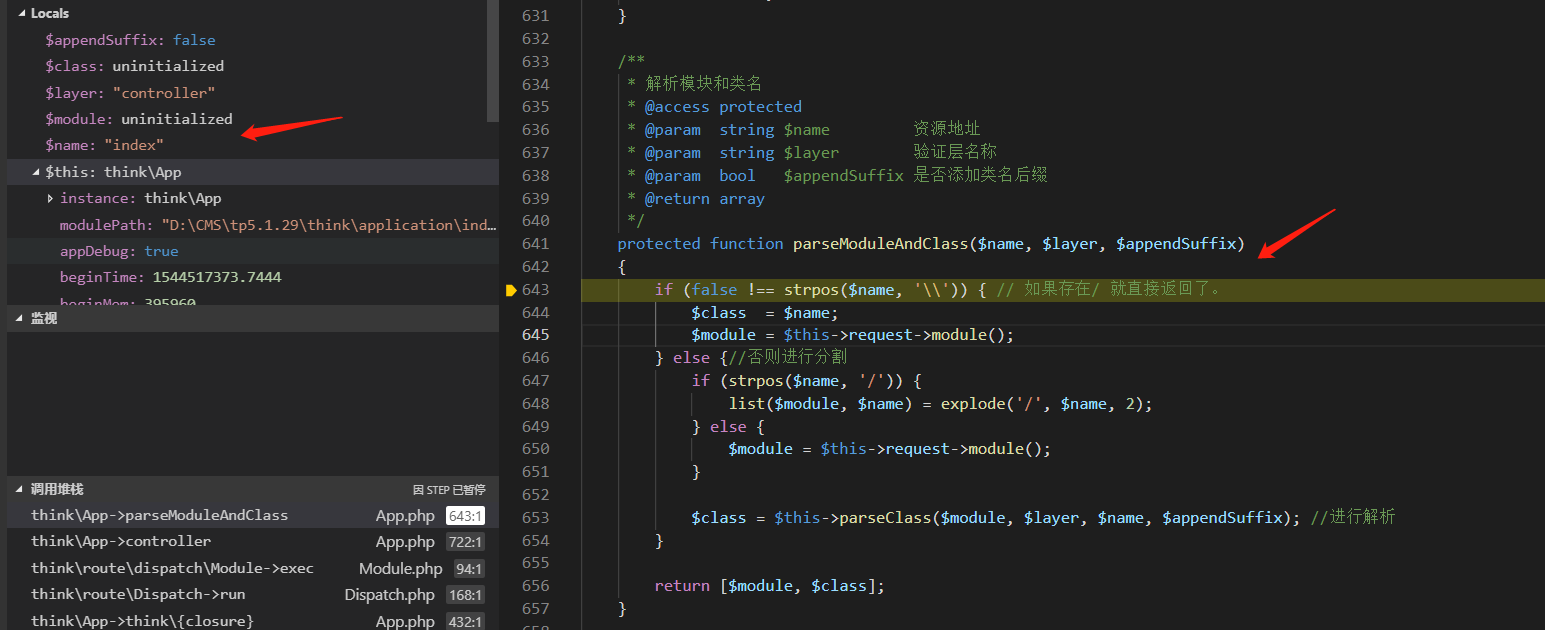 Locals
$appendSuffix: false
$class: uninitialized
$layer: "controller"
$module: uninitialized
$name: "index"
$this: think\App
instance: think\App
modulePath: "D:\CMS\tp5.1.29\think\application\ind…
appDebug: true
beginTime: 1544517373.7444
beginMem: 395960
监视
调用堆栈 因 STEP 已暂停
think\App->parseModuleAndClass App.php 643:1
think\App->controller App.php 722:1
think\route\dispatch\Module->exec Module.php 94:1
think\route\Dispatch->run Dispatch.php 168:1
think\App->think\{closure} App.php 432:1
631 }
632
633 /**
634 * 解析模块和类名
635 * @access protected
636 * @param string $name 资源地址
637 * @param string $layer 验证层名称
638 * @param bool $appendSuffix 是否添加类名后缀
639 * @return array
640 */
641 protected function parseModuleAndClass($name, $layer, $appendSuffix)
642 {
643 if (false !== strpos($name, '\\')) { // 如果存在/ 就直接返回了。
644 $class = $name;
645 $module = $this->request->module();
646 } else {//否则进行分割
647 if (strpos($name, '/')) {
648 list($module, $name) = explode('/', $name, 2);
649 } else {
650 $module = $this->request->module();
651 }
652
653 $class = $this->parseClass($module, $layer, $name, $appendSuffix); //进行解析
654 }
655
656 return [$module, $class];
657 }
658